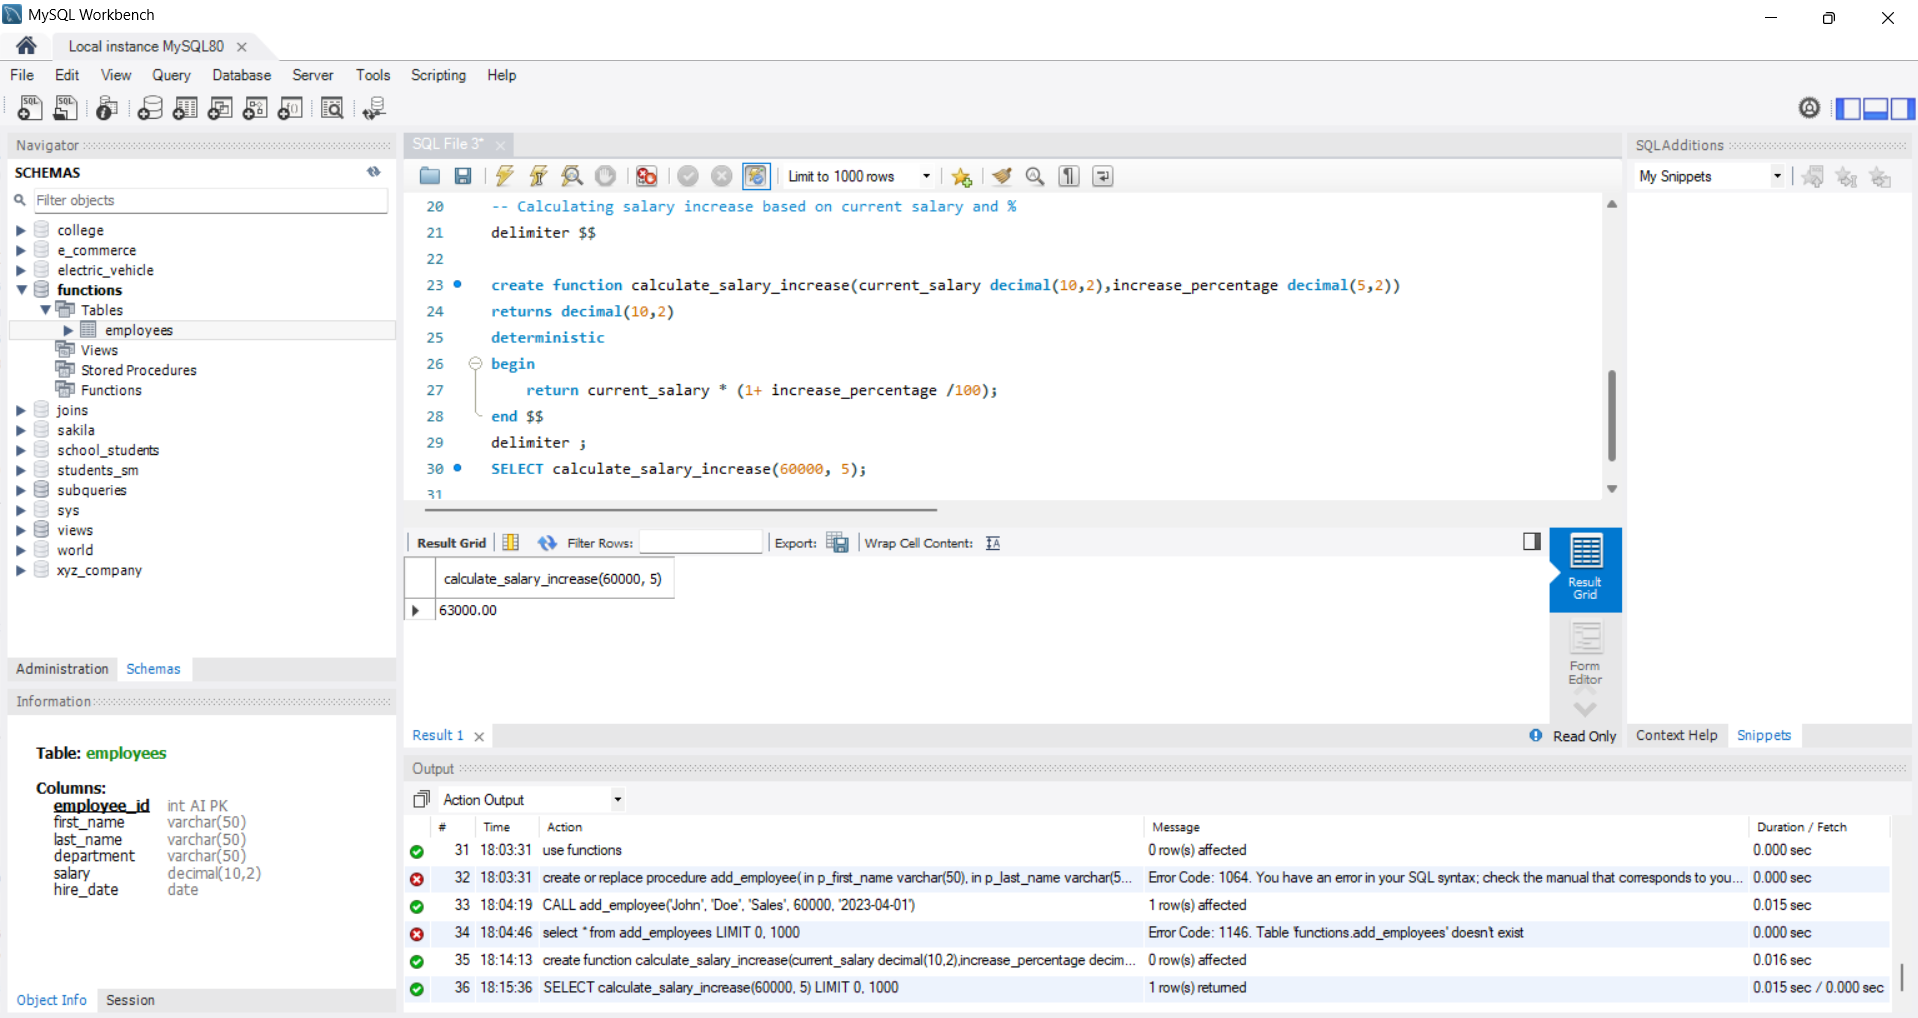 MySQL Workbench
Local instance MySQL80
File Edit View Query Database Server Tools Scripting Help
Navigator
SCHEMAS
Filter objects
college
e_commerce
electric_vehicle
functions
Tables
employees
Views
Stored Procedures
Functions
joins
sakila
school_students
students_sm
subqueries
sys
views
world
xyz_company
Administration Schemas
Information
Table: employees
Columns:
employee_id int AI PK
first_name varchar(50)
last_name varchar(50)
department varchar(50)
salary decimal(10,2)
hire_date date
Object Info Session
SQL File 3*
Limit to 1000 rows
20 -- Calculating salary increase based on current salary and %
21 delimiter $$
22
23 create function calculate_salary_increase(current_salary decimal(10,2),increase_percentage decimal(5,2))
24 returns decimal(10,2)
25 deterministic
26 begin
27 return current_salary * (1+ increase_percentage /100);
28 end $$
29 delimiter ;
30 SELECT calculate_salary_increase(60000, 5);
31
Result Grid Filter Rows: Export: Wrap Cell Content:
calculate_salary_increase(60000, 5)
63000.00
Result
Grid
Form
Editor
Result 1
Read Only
SQLAdditions
My Snippets
Context Help Snippets
Output
Action Output
# Time Action Message Duration / Fetch
31 18:03:31 use functions 0 row(s) affected 0.000 sec
32 18:03:31 create or replace procedure add_employee( in p_first_name varchar(50), in p_last_name varchar(5... Error Code: 1064. You have an error in your SQL syntax; check the manual that corresponds to you... 0.000 sec
33 18:04:19 CALL add_employee('John', 'Doe', 'Sales', 60000, '2023-04-01') 1 row(s) affected 0.015 sec
34 18:04:46 select * from add_employees LIMIT 0, 1000 Error Code: 1146. Table 'functions.add_employees' doesn't exist 0.000 sec
35 18:14:13 create function calculate_salary_increase(current_salary decimal(10,2),increase_percentage decim... 0 row(s) affected 0.016 sec
36 18:15:36 SELECT calculate_salary_increase(60000, 5) LIMIT 0, 1000 1 row(s) returned 0.015 sec / 0.000 sec